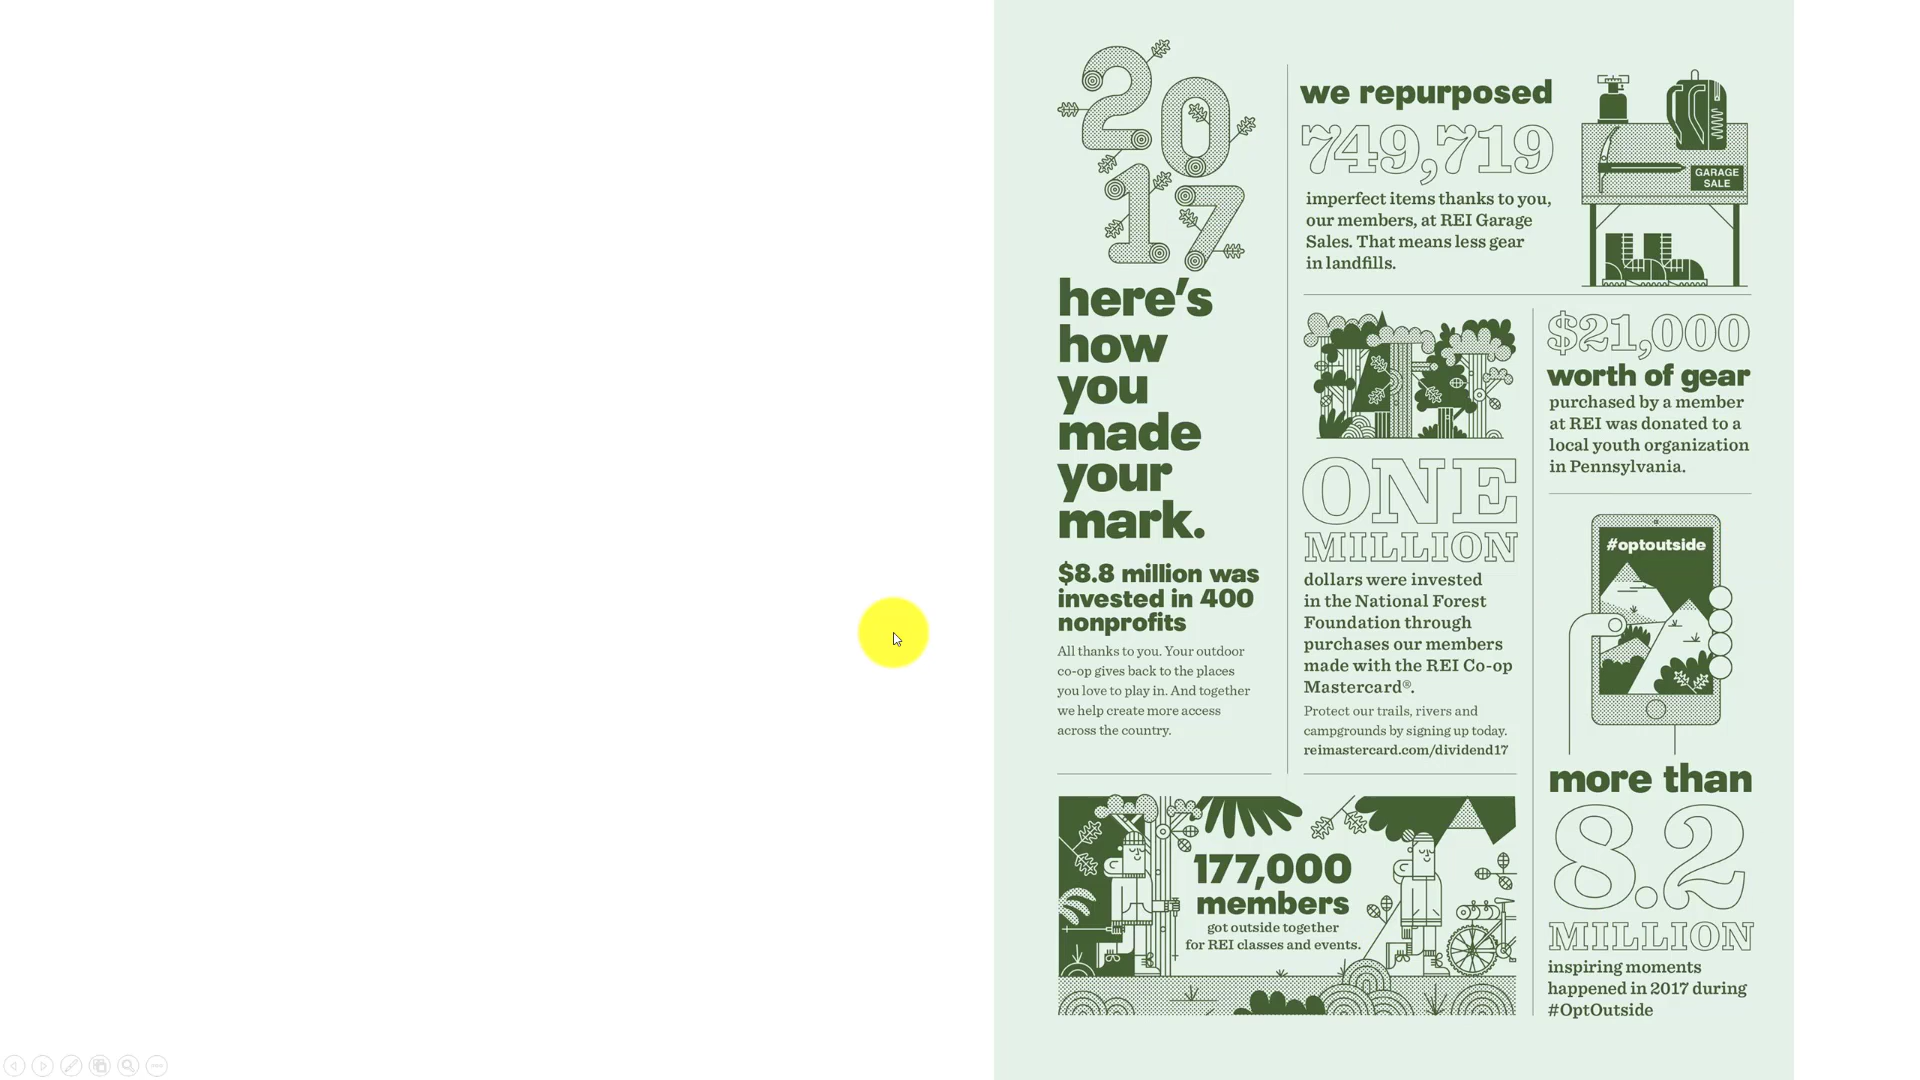 2017
here's
how
you
made
your
mark.
$8.8 million was
invested in 400
nonprofits
All thanks to you. Your outdoor
co-op gives back to the places
you love to play in. And together
we help create more access
across the country.
we repurposed
749,719
imperfect items thanks to you,
our members, at REI Garage
Sales. That means less gear
in landfills.
GARAGE
SALE
ONE
MILLION
dollars were invested
in the National Forest
Foundation through
purchases our members
made with the REI Co-op
Mastercard®.
Protect our trails, rivers and
campgrounds by signing up today.
reimastercard.com/dividend17
$21,000
worth of gear
purchased by a member
at REI was donated to a
local youth organization
in Pennsylvania.
#optoutside
more than
8.2
MILLION
inspiring moments
happened in 2017 during
#OptOutside
177,000
members
got outside together
for REI classes and events.